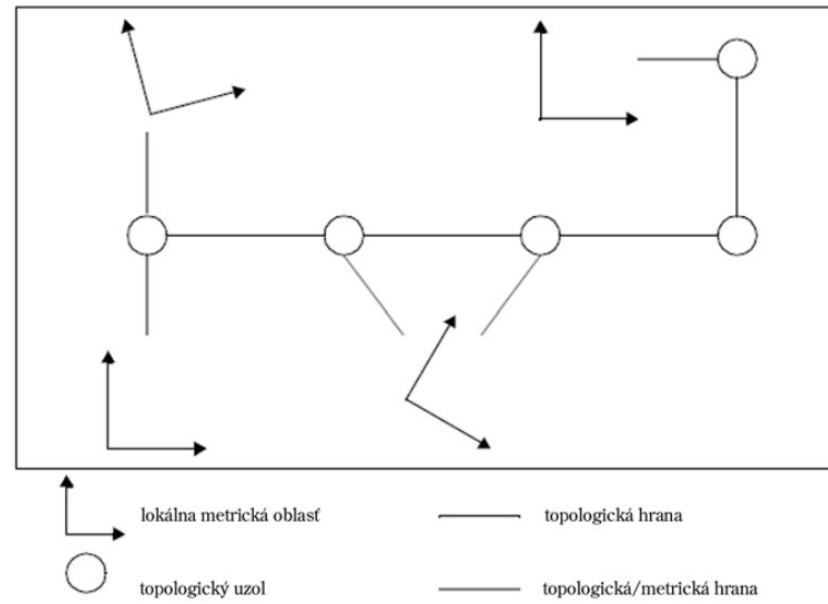 lokálna metrická oblasť
topologická hrana
topologický uzol
topologická/metrická hrana